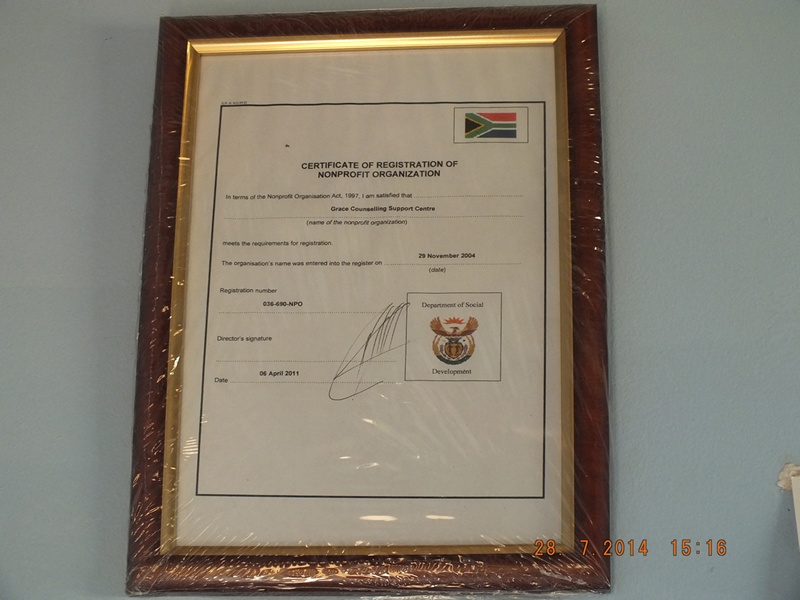 CERTIFICATE OF REGISTRATION OF
NONPROFIT ORGANIZATION
In terms of the Nonprofit Organisation Act, 1997, I am satisfied that
Grace Counselling Support Centre
(name of the nonprofit organization)
meets the requirements for registration.
The organisation's name was entered into the register on
29 November 2004
(date)
Registration number
036-690-NPO
Department of Social
Development
Director's signature
Date 06 April 2011
28. 7.2014 15:16